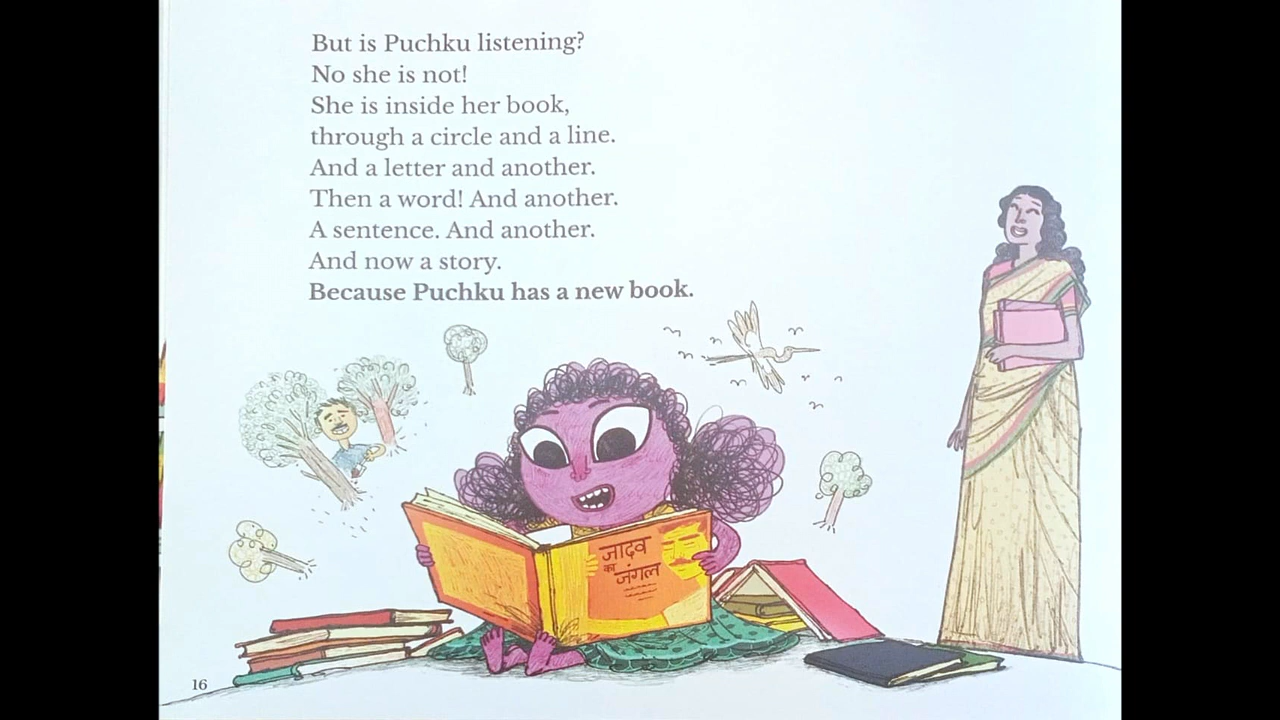 But is Puchku listening?
No she is not!
She is inside her book,
through a circle and a line.
And a letter and another.
Then a word! And another.
A sentence. And another.
And now a story.
Because Puchku has a new book.
जादव
का
जंगल
16